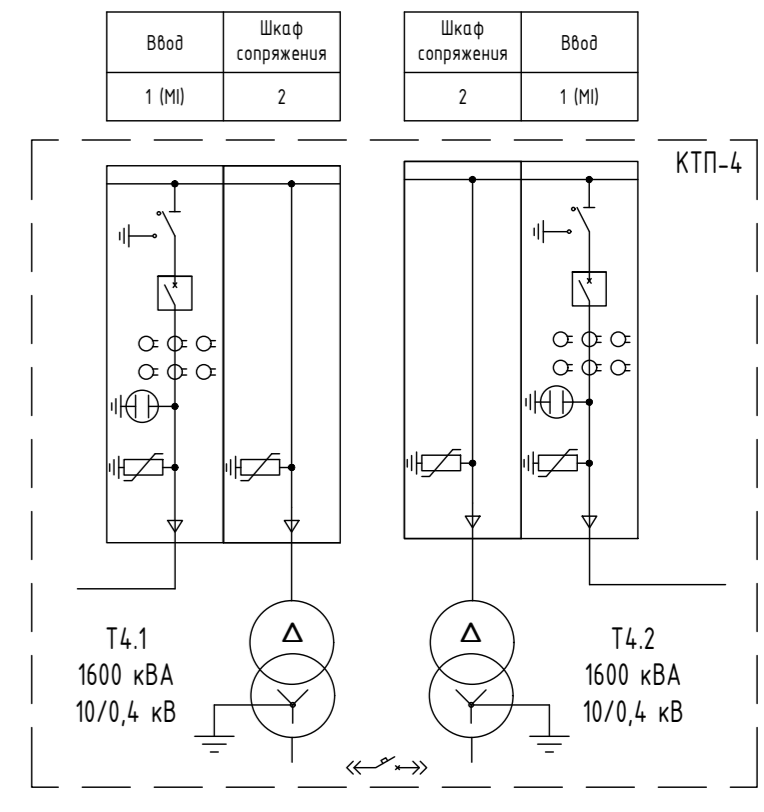 Ввод
Шкаф
сопряжения
Шкаф
сопряжения
Ввод
1 (MI)
2
2
1 (MI)
КТП-4
Δ
Δ
Т4.1
1600 кВА
10/0,4 кВ
Т4.2
1600 кВА
10/0,4 кВ